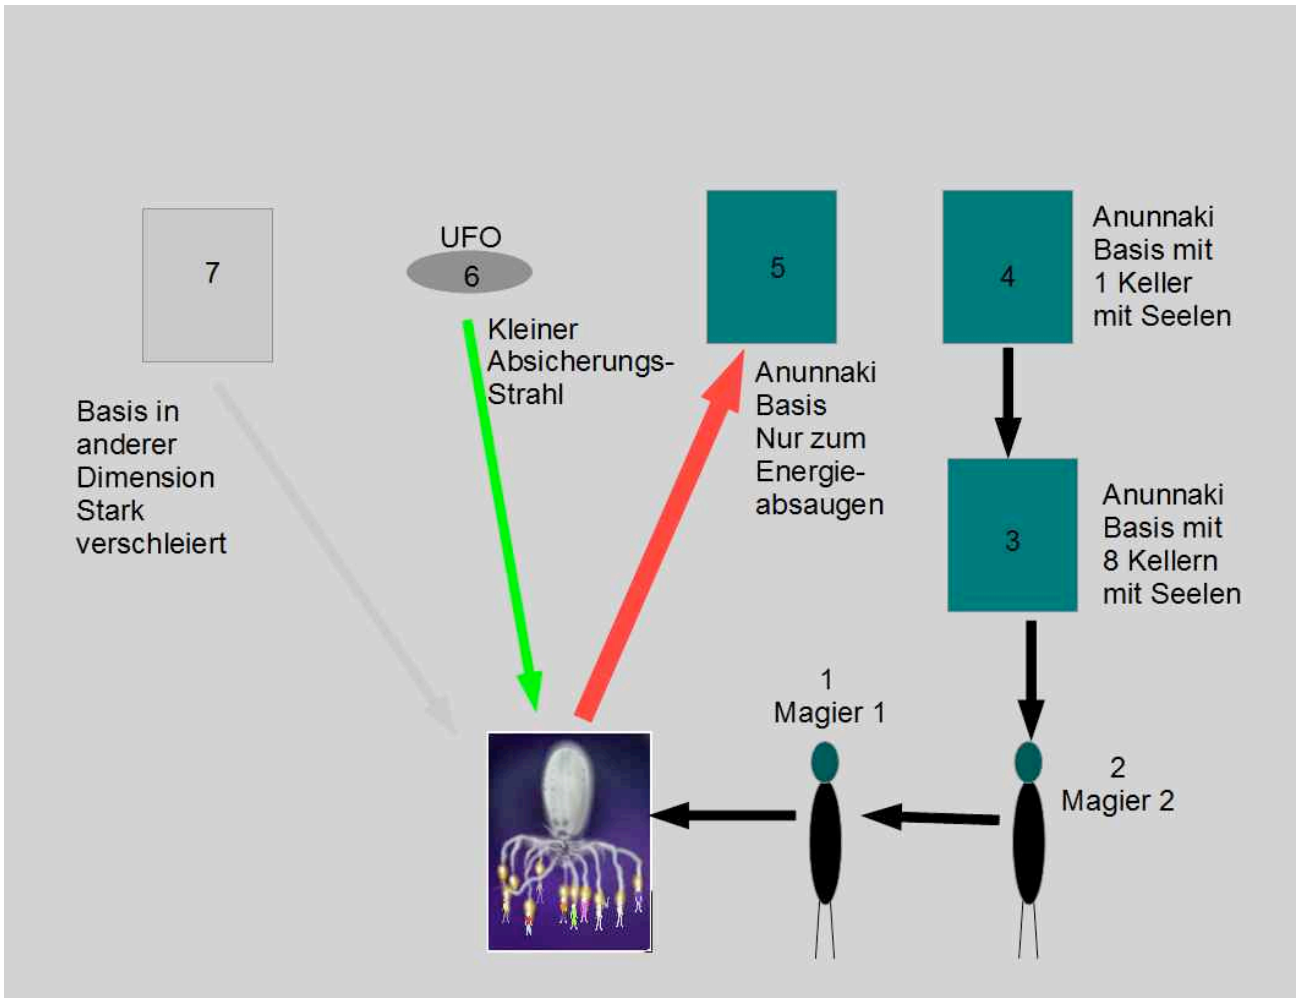 7
Basis in
anderer
Dimension
Stark
verschleiert
UFO
6
Kleiner
Absicherungs-
Strahl
5
Anunnaki
Basis
Nur zum
Energie-
absaugen
4
Anunnaki
Basis mit
1 Keller
mit Seelen
3
Anunnaki
Basis mit
8 Kellern
mit Seelen
1
Magier 1
2
Magier 2